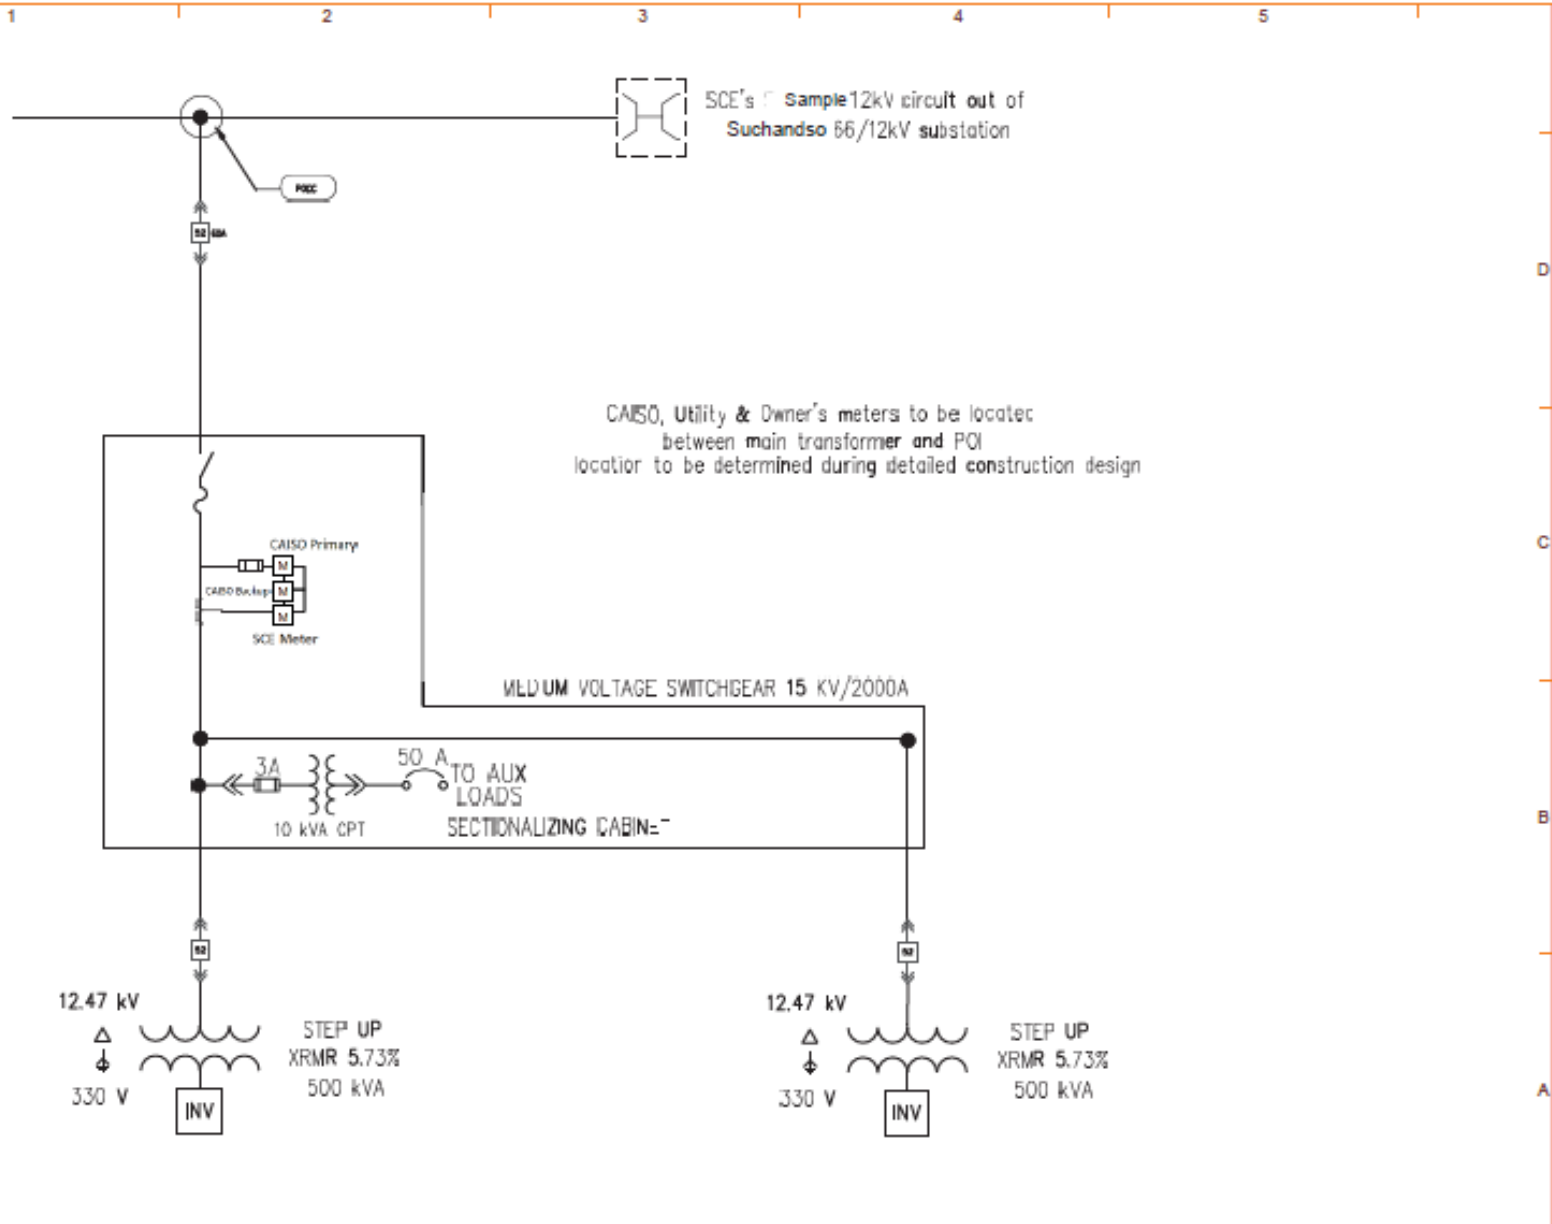 1 2 3 4 5
SCE's Sample 12kV circuit out of
Suchandso 66/12kV substation
POCC
52
D
CAISO, Utility & Owner's meters to be located
between main transformer and POI
location to be determined during detailed construction design
C
CAISO Primary
M
CAISO Backup M
M
SCE Meter
MEDIUM VOLTAGE SWITCHGEAR 15 KV/2000A
3A
50 A
TO AUX
LOADS
10 kVA CPT
SECTIONALIZING CABINET
B
52
52
12.47 kV
STEP UP
XRMR 5.73%
500 kVA
330 V
INV
12.47 kV
STEP UP
XRMR 5.73%
500 kVA
330 V
INV
A